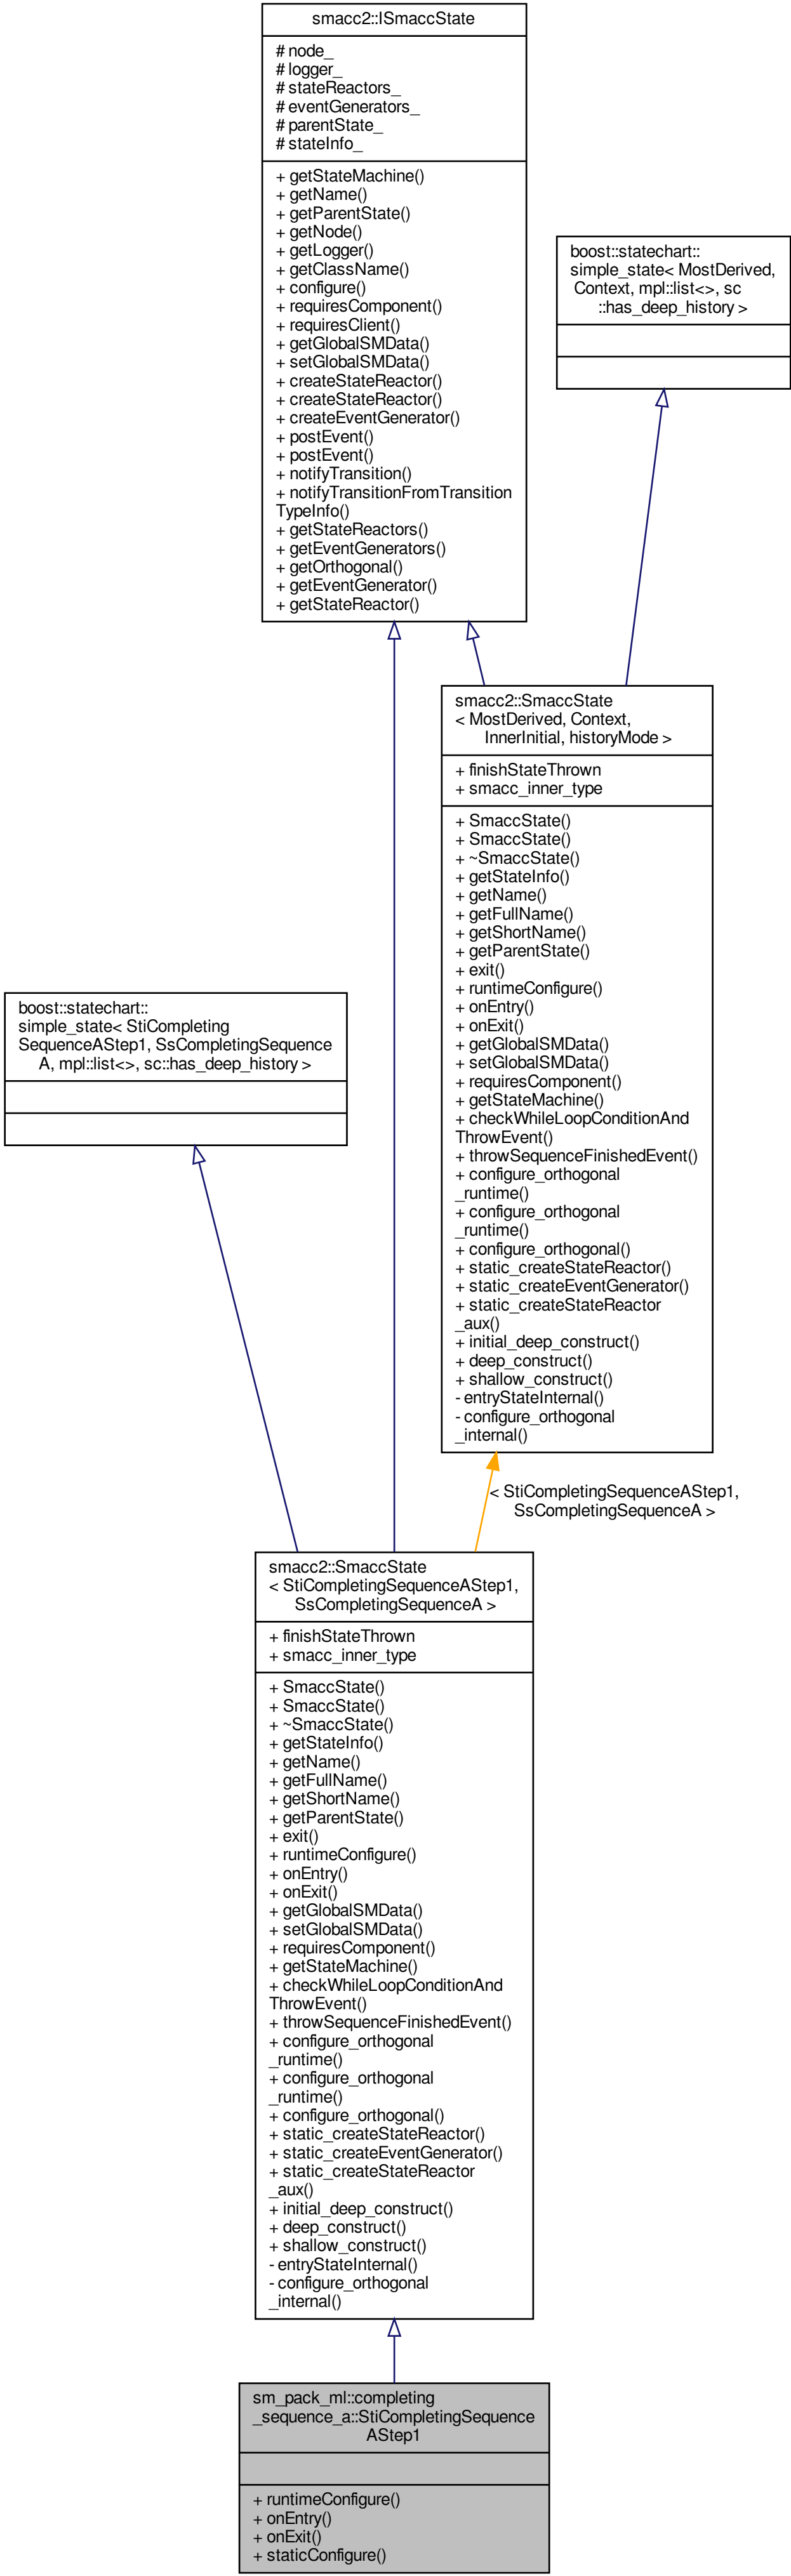 smacc2::ISmaccState
# node_
# logger_
# stateReactors_
# eventGenerators_
# parentState_
# stateInfo_
+ getStateMachine()
+ getName()
+ getParentState()
+ getNode()
+ getLogger()
+ getClassName()
+ configure()
+ requiresComponent()
+ requiresClient()
+ getGlobalSMData()
+ setGlobalSMData()
+ createStateReactor()
+ createStateReactor()
+ createEventGenerator()
+ postEvent()
+ postEvent()
+ notifyTransition()
+ notifyTransitionFromTransition
TypeInfo()
+ getStateReactors()
+ getEventGenerators()
+ getOrthogonal()
+ getEventGenerator()
+ getStateReactor()
boost::statechart::
simple_state< MostDerived,
Context, mpl::list<>, sc
::has_deep_history >
smacc2::SmaccState
< MostDerived, Context,
InnerInitial, historyMode >
+ finishStateThrown
+ smacc_inner_type
+ SmaccState()
+ SmaccState()
+ ~SmaccState()
+ getStateInfo()
+ getName()
+ getFullName()
+ getShortName()
+ getParentState()
+ exit()
+ runtimeConfigure()
+ onEntry()
+ onExit()
+ getGlobalSMData()
+ setGlobalSMData()
+ requiresComponent()
+ getStateMachine()
+ checkWhileLoopConditionAnd
ThrowEvent()
+ throwSequenceFinishedEvent()
+ configure_orthogonal
_runtime()
+ configure_orthogonal
_runtime()
+ configure_orthogonal()
+ static_createStateReactor()
+ static_createEventGenerator()
+ static_createStateReactor
_aux()
+ initial_deep_construct()
+ deep_construct()
+ shallow_construct()
- entryStateInternal()
- configure_orthogonal
_internal()
boost::statechart::
simple_state< StiCompleting
SequenceAStep1, SsCompletingSequence
A, mpl::list<>, sc::has_deep_history >
< StiCompletingSequenceAStep1,
SsCompletingSequenceA >
smacc2::SmaccState
< StiCompletingSequenceAStep1,
SsCompletingSequenceA >
+ finishStateThrown
+ smacc_inner_type
+ SmaccState()
+ SmaccState()
+ ~SmaccState()
+ getStateInfo()
+ getName()
+ getFullName()
+ getShortName()
+ getParentState()
+ exit()
+ runtimeConfigure()
+ onEntry()
+ onExit()
+ getGlobalSMData()
+ setGlobalSMData()
+ requiresComponent()
+ getStateMachine()
+ checkWhileLoopConditionAnd
ThrowEvent()
+ throwSequenceFinishedEvent()
+ configure_orthogonal
_runtime()
+ configure_orthogonal
_runtime()
+ configure_orthogonal()
+ static_createStateReactor()
+ static_createEventGenerator()
+ static_createStateReactor
_aux()
+ initial_deep_construct()
+ deep_construct()
+ shallow_construct()
- entryStateInternal()
- configure_orthogonal
_internal()
sm_pack_ml::completing
_sequence_a::StiCompletingSequence
AStep1
+ runtimeConfigure()
+ onEntry()
+ onExit()
+ staticConfigure()